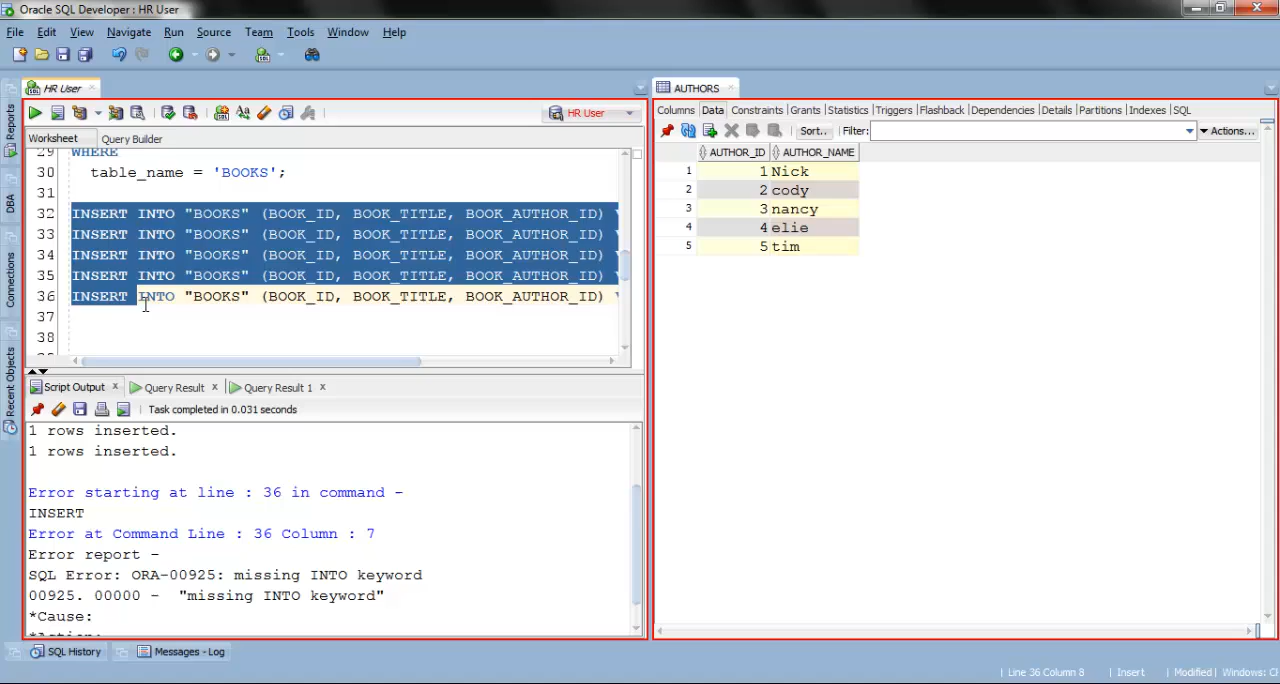 Oracle SQL Developer : HR User
File Edit View Navigate Run Source Team Tools Window Help
HR User
AUTHORS
Columns Data Constraints Grants Statistics Triggers Flashback Dependencies Details Partitions Indexes SQL
HR User
Sort.. Filter: Actions...
Worksheet Query Builder
AUTHOR_ID AUTHOR_NAME
1 1 Nick
2 2 cody
3 3 nancy
4 4 elie
5 5 tim
29 WHERE
30 table_name = 'BOOKS';
31
32 INSERT INTO "BOOKS" (BOOK_ID, BOOK_TITLE, BOOK_AUTHOR_ID)
33 INSERT INTO "BOOKS" (BOOK_ID, BOOK_TITLE, BOOK_AUTHOR_ID)
34 INSERT INTO "BOOKS" (BOOK_ID, BOOK_TITLE, BOOK_AUTHOR_ID)
35 INSERT INTO "BOOKS" (BOOK_ID, BOOK_TITLE, BOOK_AUTHOR_ID)
36 INSERT INTO "BOOKS" (BOOK_ID, BOOK_TITLE, BOOK_AUTHOR_ID)
37
38
Reports
DBA
Connections
Recent Objects
Script Output Query Result Query Result 1
Task completed in 0.031 seconds
1 rows inserted.
1 rows inserted.
Error starting at line : 36 in command -
INSERT
Error at Command Line : 36 Column : 7
Error report -
SQL Error: ORA-00925: missing INTO keyword
00925. 00000 - "missing INTO keyword"
*Cause:
*Action:
SQL History Messages - Log
Line 36 Column 8 Insert Modified Windows: Cl